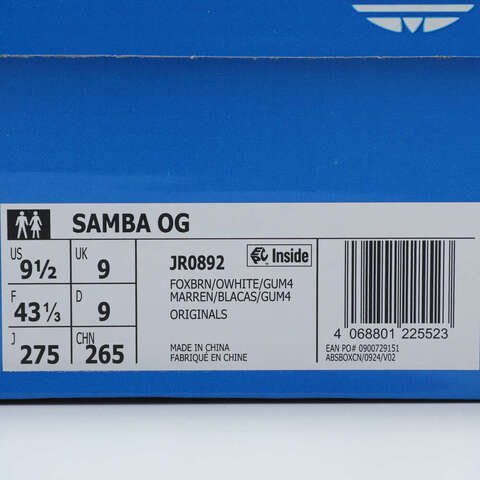 SAMBA OG
US 9½ UK 9
F 43⅓ D 9
J 275 CHN 265
JR0892 Inside
FOXBRN/OWHITE/GUM4
MARREN/BLACAS/GUM4
ORIGINALS
MADE IN CHINA
FABRIQUÉ EN CHINE
4 068801 225523
EAN PO# 0900729151
ABSBOXCN/0924/V02